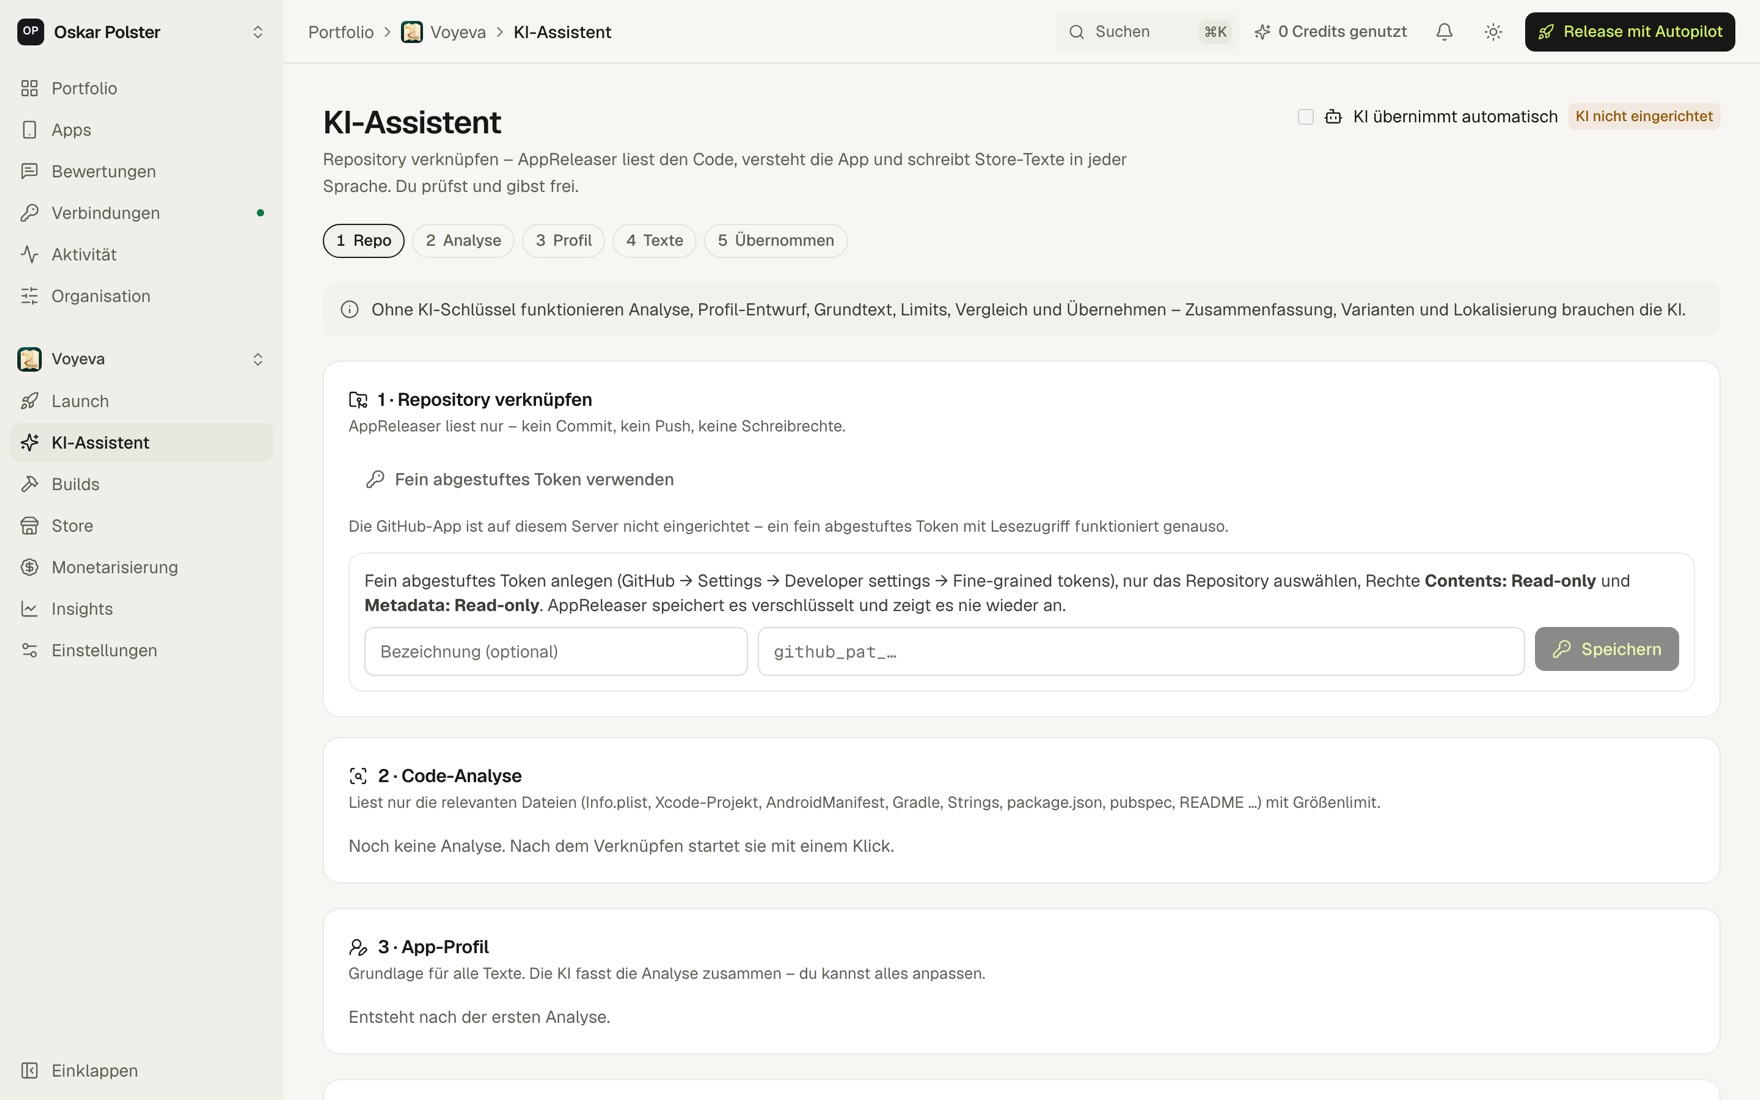 OP Oskar Polster
Portfolio
Apps
Bewertungen
Verbindungen
Aktivität
Organisation
Voyeva
Launch
KI-Assistent
Builds
Store
Monetarisierung
Insights
Einstellungen
Einklappen
Portfolio > Voyeva > KI-Assistent
Suchen ⌘K
0 Credits genutzt
Release mit Autopilot
KI-Assistent
KI übernimmt automatisch KI nicht eingerichtet
Repository verknüpfen – AppReleaser liest den Code, versteht die App und schreibt Store-Texte in jeder
Sprache. Du prüfst und gibst frei.
1 Repo 2 Analyse 3 Profil 4 Texte 5 Übernommen
Ohne KI-Schlüssel funktionieren Analyse, Profil-Entwurf, Grundtext, Limits, Vergleich und Übernehmen – Zusammenfassung, Varianten und Lokalisierung brauchen die KI.
1 · Repository verknüpfen
AppReleaser liest nur – kein Commit, kein Push, keine Schreibrechte.
Fein abgestuftes Token verwenden
Die GitHub-App ist auf diesem Server nicht eingerichtet – ein fein abgestuftes Token mit Lesezugriff funktioniert genauso.
Fein abgestuftes Token anlegen (GitHub → Settings → Developer settings → Fine-grained tokens), nur das Repository auswählen, Rechte Contents: Read-only und
Metadata: Read-only. AppReleaser speichert es verschlüsselt und zeigt es nie wieder an.
Bezeichnung (optional) github_pat_… Speichern
2 · Code-Analyse
Liest nur die relevanten Dateien (Info.plist, Xcode-Projekt, AndroidManifest, Gradle, Strings, package.json, pubspec, README …) mit Größenlimit.
Noch keine Analyse. Nach dem Verknüpfen startet sie mit einem Klick.
3 · App-Profil
Grundlage für alle Texte. Die KI fasst die Analyse zusammen – du kannst alles anpassen.
Entsteht nach der ersten Analyse.